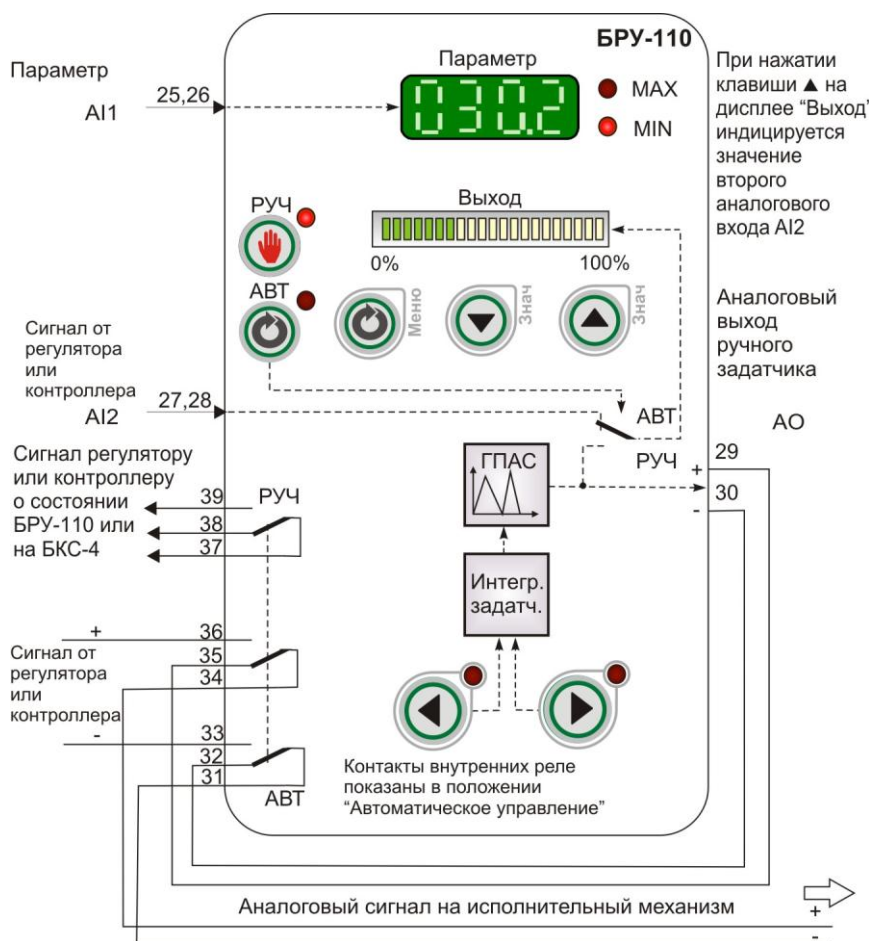 БРУ-110
Параметр
030.2
MAX
MIN
Параметр
AI1
25,26
При нажатии
клавиши ▲ на
дисплее “Выход”
индицируется
значение
второго
аналогового
входа AI2
РУЧ
Выход
0%
100%
АВТ
Меню
Знач
Знач
Сигнал от
регулятора
или
контроллера
AI2
27,28
Аналоговый
выход
ручного
задатчика
AO
АВТ
РУЧ
29
+
30
-
ГПАС
Сигнал регулятору
или контроллеру
о состоянии
БРУ-110 или
на БКС-4
39
РУЧ
38
37
Интегр.
задатч.
+
36
35
34
Сигнал от
регулятора
или
контроллера
-
33
32
31
АВТ
Контакты внутренних реле
показаны в положении
“Автоматическое управление”
Аналоговый сигнал на исполнительный механизм
+
-